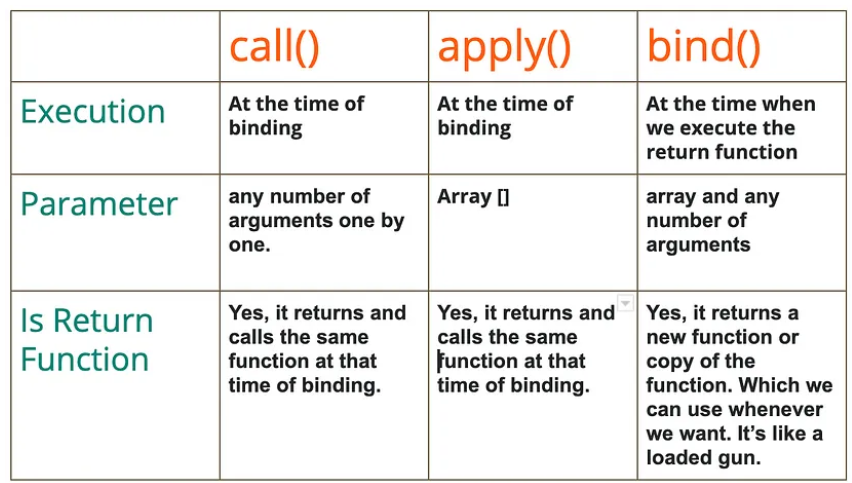 call()
apply()
bind()
Execution
At the time of
binding
At the time of
binding
At the time when
we execute the
return function
Parameter
any number of
arguments one by
one.
Array []
array and any
number of
arguments
Is Return
Function
Yes, it returns and
calls the same
function at that
time of binding.
Yes, it returns and
calls the same
function at that
time of binding.
Yes, it returns a
new function or
copy of the
function. Which we
can use whenever
we want. It’s like a
loaded gun.